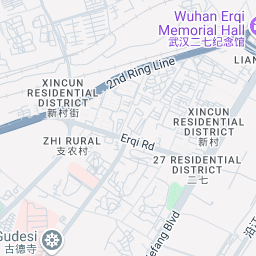 Wuhan Erqi
Memorial Hall
武汉二七纪念馆
LIAN
2nd Ring Line
XINCUN
RESIDENTIAL
DISTRICT
新村街
XINCUN
RESIDENTIAL
DISTRICT
新村
Erqi Rd
ZHI RURAL
支农村
27 RESIDENTIAL
DISTRICT
二七
Gudesi
古德寺
efang Blvd
沿江